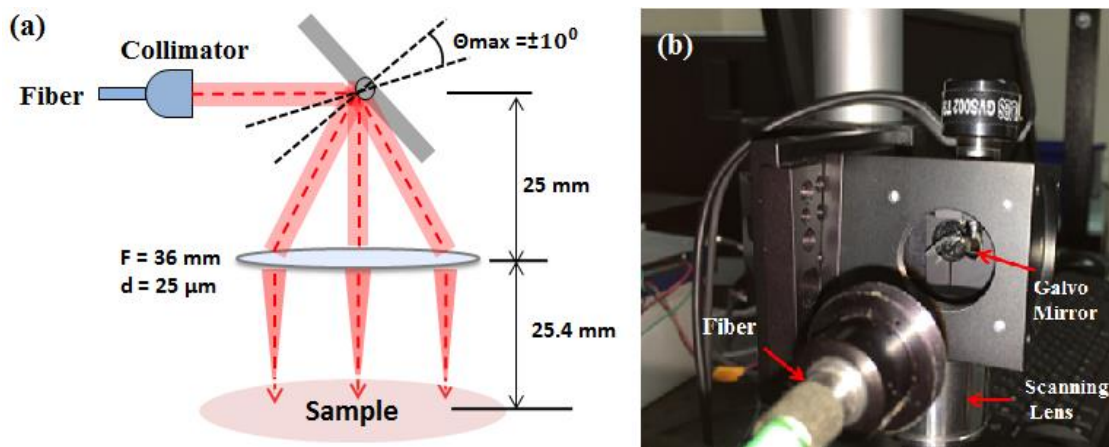 (a)
Collimator
Fiber
Θmax =±10⁰
25 mm
F = 36 mm
d = 25 µm
25.4 mm
Sample
(b)
GVS002
Galvo
Mirror
Fiber
Scanning
Lens